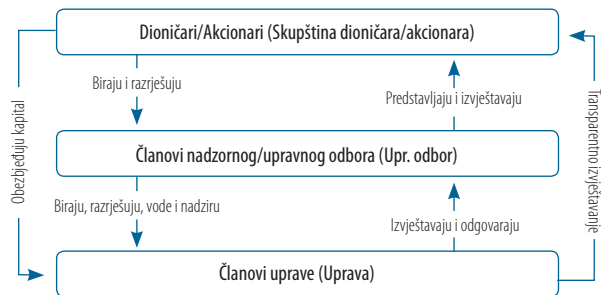 Dioničari/Akcionari (Skupština dioničara/akcionara)
Biraju i razrješuju
Predstavljaju i izvještavaju
Obezbjeđuju kapital
Transparentno izvještavanje
Članovi nadzornog/upravnog odbora (Upr. odbor)
Biraju, razrješuju, vode i nadziru
Izvještavaju i odgovaraju
Članovi uprave (Uprava)